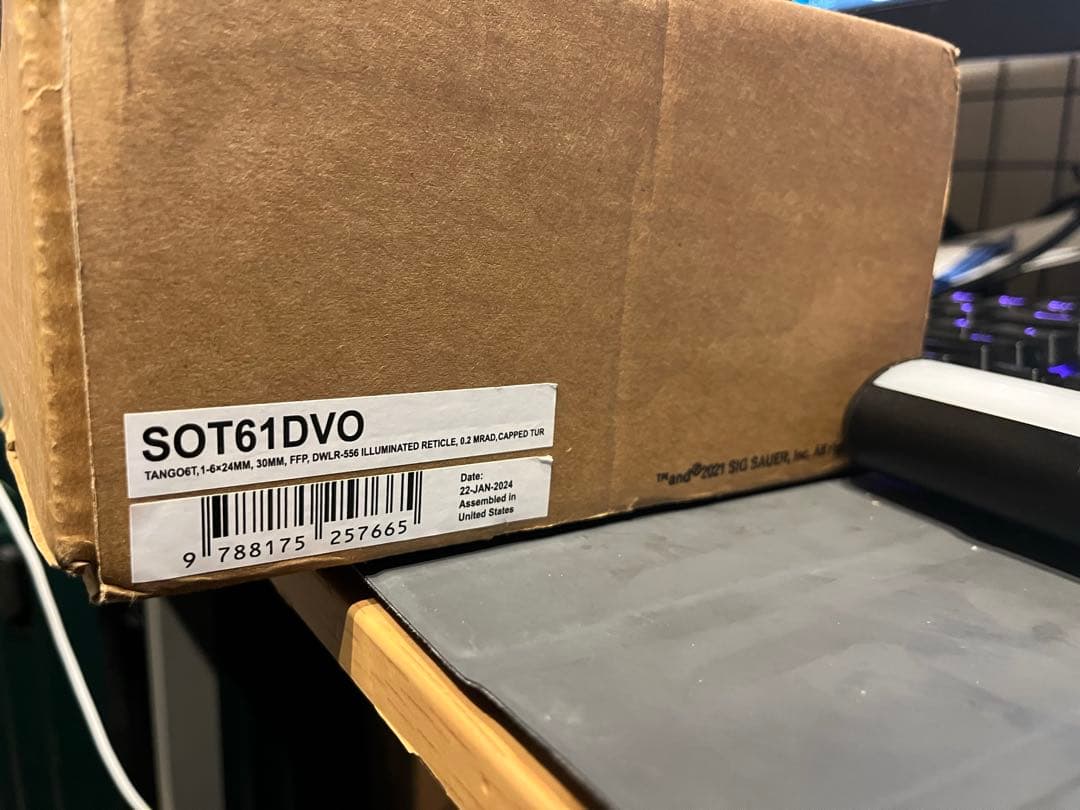 SOT61DVO
TANGO6T, 1-6×24MM, 30MM, FFP, DWLR-556 ILLUMINATED RETICLE, 0.2 MRAD, CAPPED TUR
Date:
22-JAN-2024
Assembled in
United States
9 788175 257665
™and®2021 SIG SAUER, Inc. All